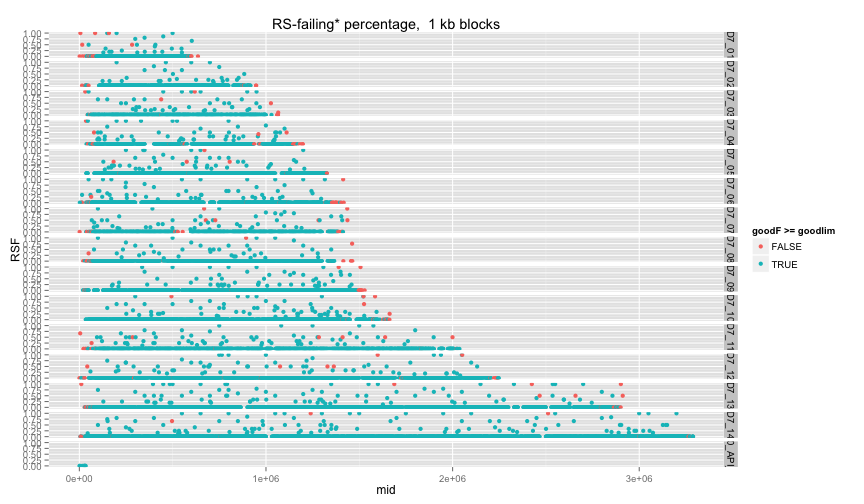 RS-failing* percentage, 1 kb blocks
RSF
1.00
0.75
0.50
0.25
0.00
D7_01
D7_02
D7_03
D7_04
D7_05
D7_06
D7_07
D7_08
D7_09
D7_10
D7_11
D7_12
D7_13
D7_14
0_API
0e+00
1e+06
2e+06
3e+06
mid
goodF >= goodlim
FALSE
TRUE